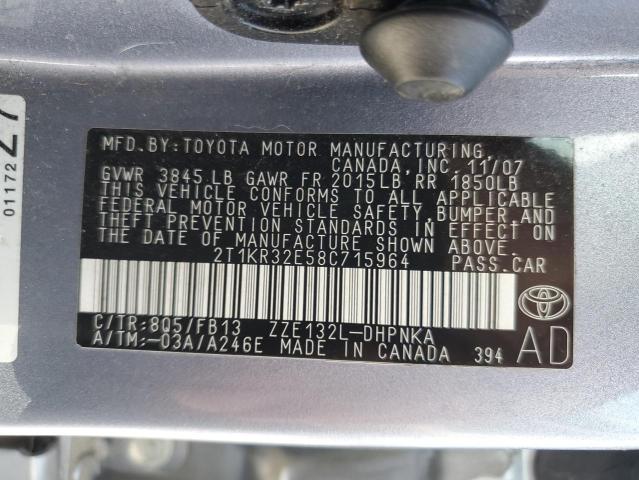 MFD. BY:TOYOTA MOTOR MANUFACTURING,
CANADA, INC. 11/07
GVWR 3845 LB GAWR FR 2015LB RR 1850LB
THIS VEHICLE CONFORMS TO ALL APPLICABLE
FEDERAL MOTOR VEHICLE SAFETY, BUMPER, AND
THEFT PREVENTION STANDARDS IN EFFECT ON
THE DATE OF MANUFACTURE SHOWN ABOVE.
2T1KR32E58C715964 PASS.CAR
C/TR:8Q5/FB13 ZZE132L-DHPNKA
A/TM:-03A/A246E MADE IN CANADA 394
AD
01172